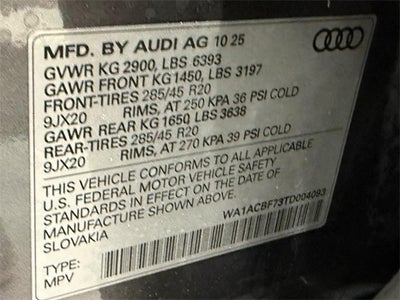 MFD. BY AUDI AG 10 25
GVWR KG 2900, LBS 6393
GAWR FRONT KG1450, LBS 3197
FRONT-TIRES 285/45 R20
9JX20 RIMS, AT 250 KPA 36 PSI COLD
GAWR REAR KG 1650, LBS 3638
REAR-TIRES 285/45 R20
9JX20 RIMS, AT 270 KPA 39 PSI COLD
THIS VEHICLE CONFORMS TO ALL APPLICABLE
U.S. FEDERAL MOTOR VEHICLE SAFETY
STANDARDS IN EFFECT ON THE DATE OF
MANUFACTURE SHOWN ABOVE.
SLOVAKIA
WA1ACBF73TD004093
TYPE:
MPV